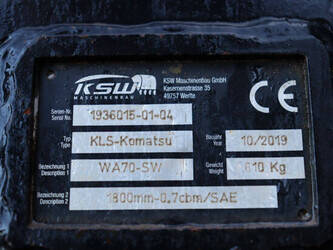 KSW
MASCHINENBAU
KSW Maschinenbau GmbH
Kasernenstrasse 35
49757 Werlte
CE
Serien-Nr.
Serial No.
1936015-01-04
Typ
Type
KLS-Komatsu
Baujahr
Year
10/2019
Bezeichnung 1
Description 1
WA70-SW
Gewicht
Weight
610 Kg
Bezeichnung 2
Description 2
1800mm-0.7cbm/SAE